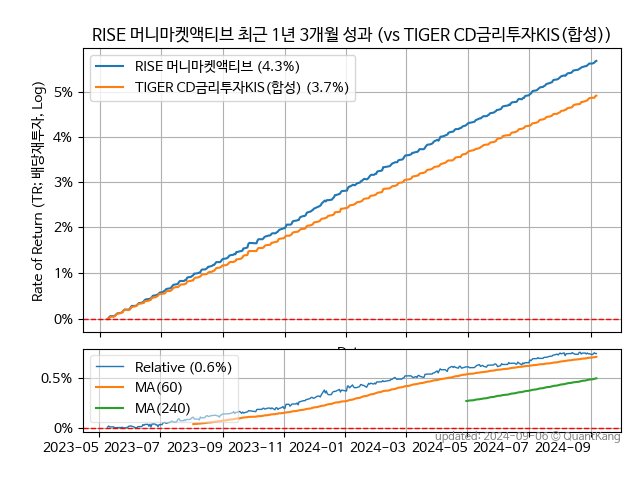 RISE 머니마켓액티브 최근 1년 3개월 성과 (vs TIGER CD금리투자KIS(합성))
RISE 머니마켓액티브 (4.3%)
TIGER CD금리투자KIS(합성) (3.7%)
Rate of Return (TR; 배당재투자, Log)
5%
4%
3%
2%
1%
0%
Relative (0.6%)
MA(60)
MA(240)
0.5%
0%
2023-05 2023-07 2023-09 2023-11 2024-01 2024-03 2024-05 2024-07 2024-09
updated: 2024-09-06 © QuantKang